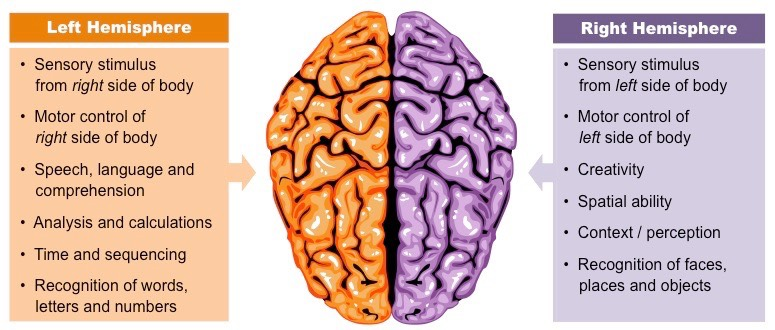 Left Hemisphere
• Sensory stimulus
from right side of body
• Motor control of
right side of body
• Speech, language and
comprehension
• Analysis and calculations
• Time and sequencing
• Recognition of words,
letters and numbers
Right Hemisphere
• Sensory stimulus
from left side of body
• Motor control of
left side of body
• Creativity
• Spatial ability
• Context / perception
• Recognition of faces,
places and objects